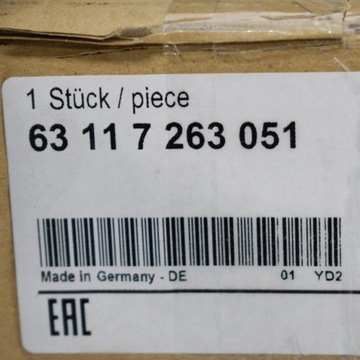 1 Stück / piece
63 11 7 263 051
Made in Germany - DE 01 YD2
EAC